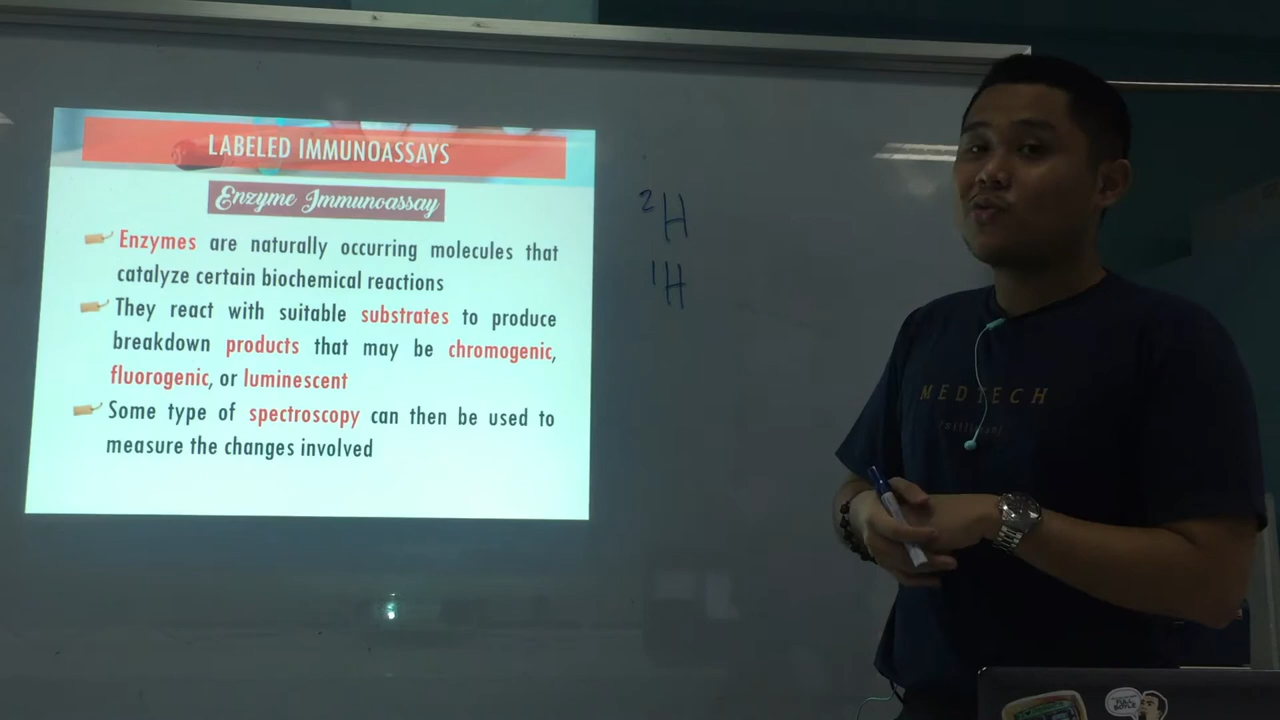 LABELED IMMUNOASSAYS
Enzyme Immunoassay
Enzymes are naturally occurring molecules that
catalyze certain biochemical reactions
They react with suitable substrates to produce
breakdown products that may be chromogenic,
fluorogenic, or luminescent
Some type of spectroscopy can then be used to
measure the changes involved
²H
¹H
MEDTECH